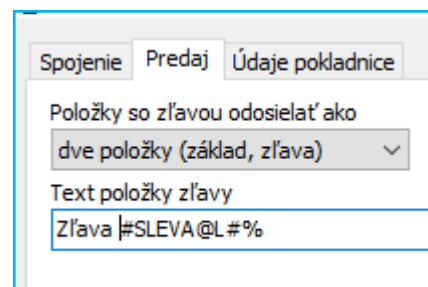 Spojenie Predaj Údaje pokladnice
Položky so zľavou odosielať ako
dve položky (základ, zľava)
Text položky zľavy
Zľava #SLEVA@L#%